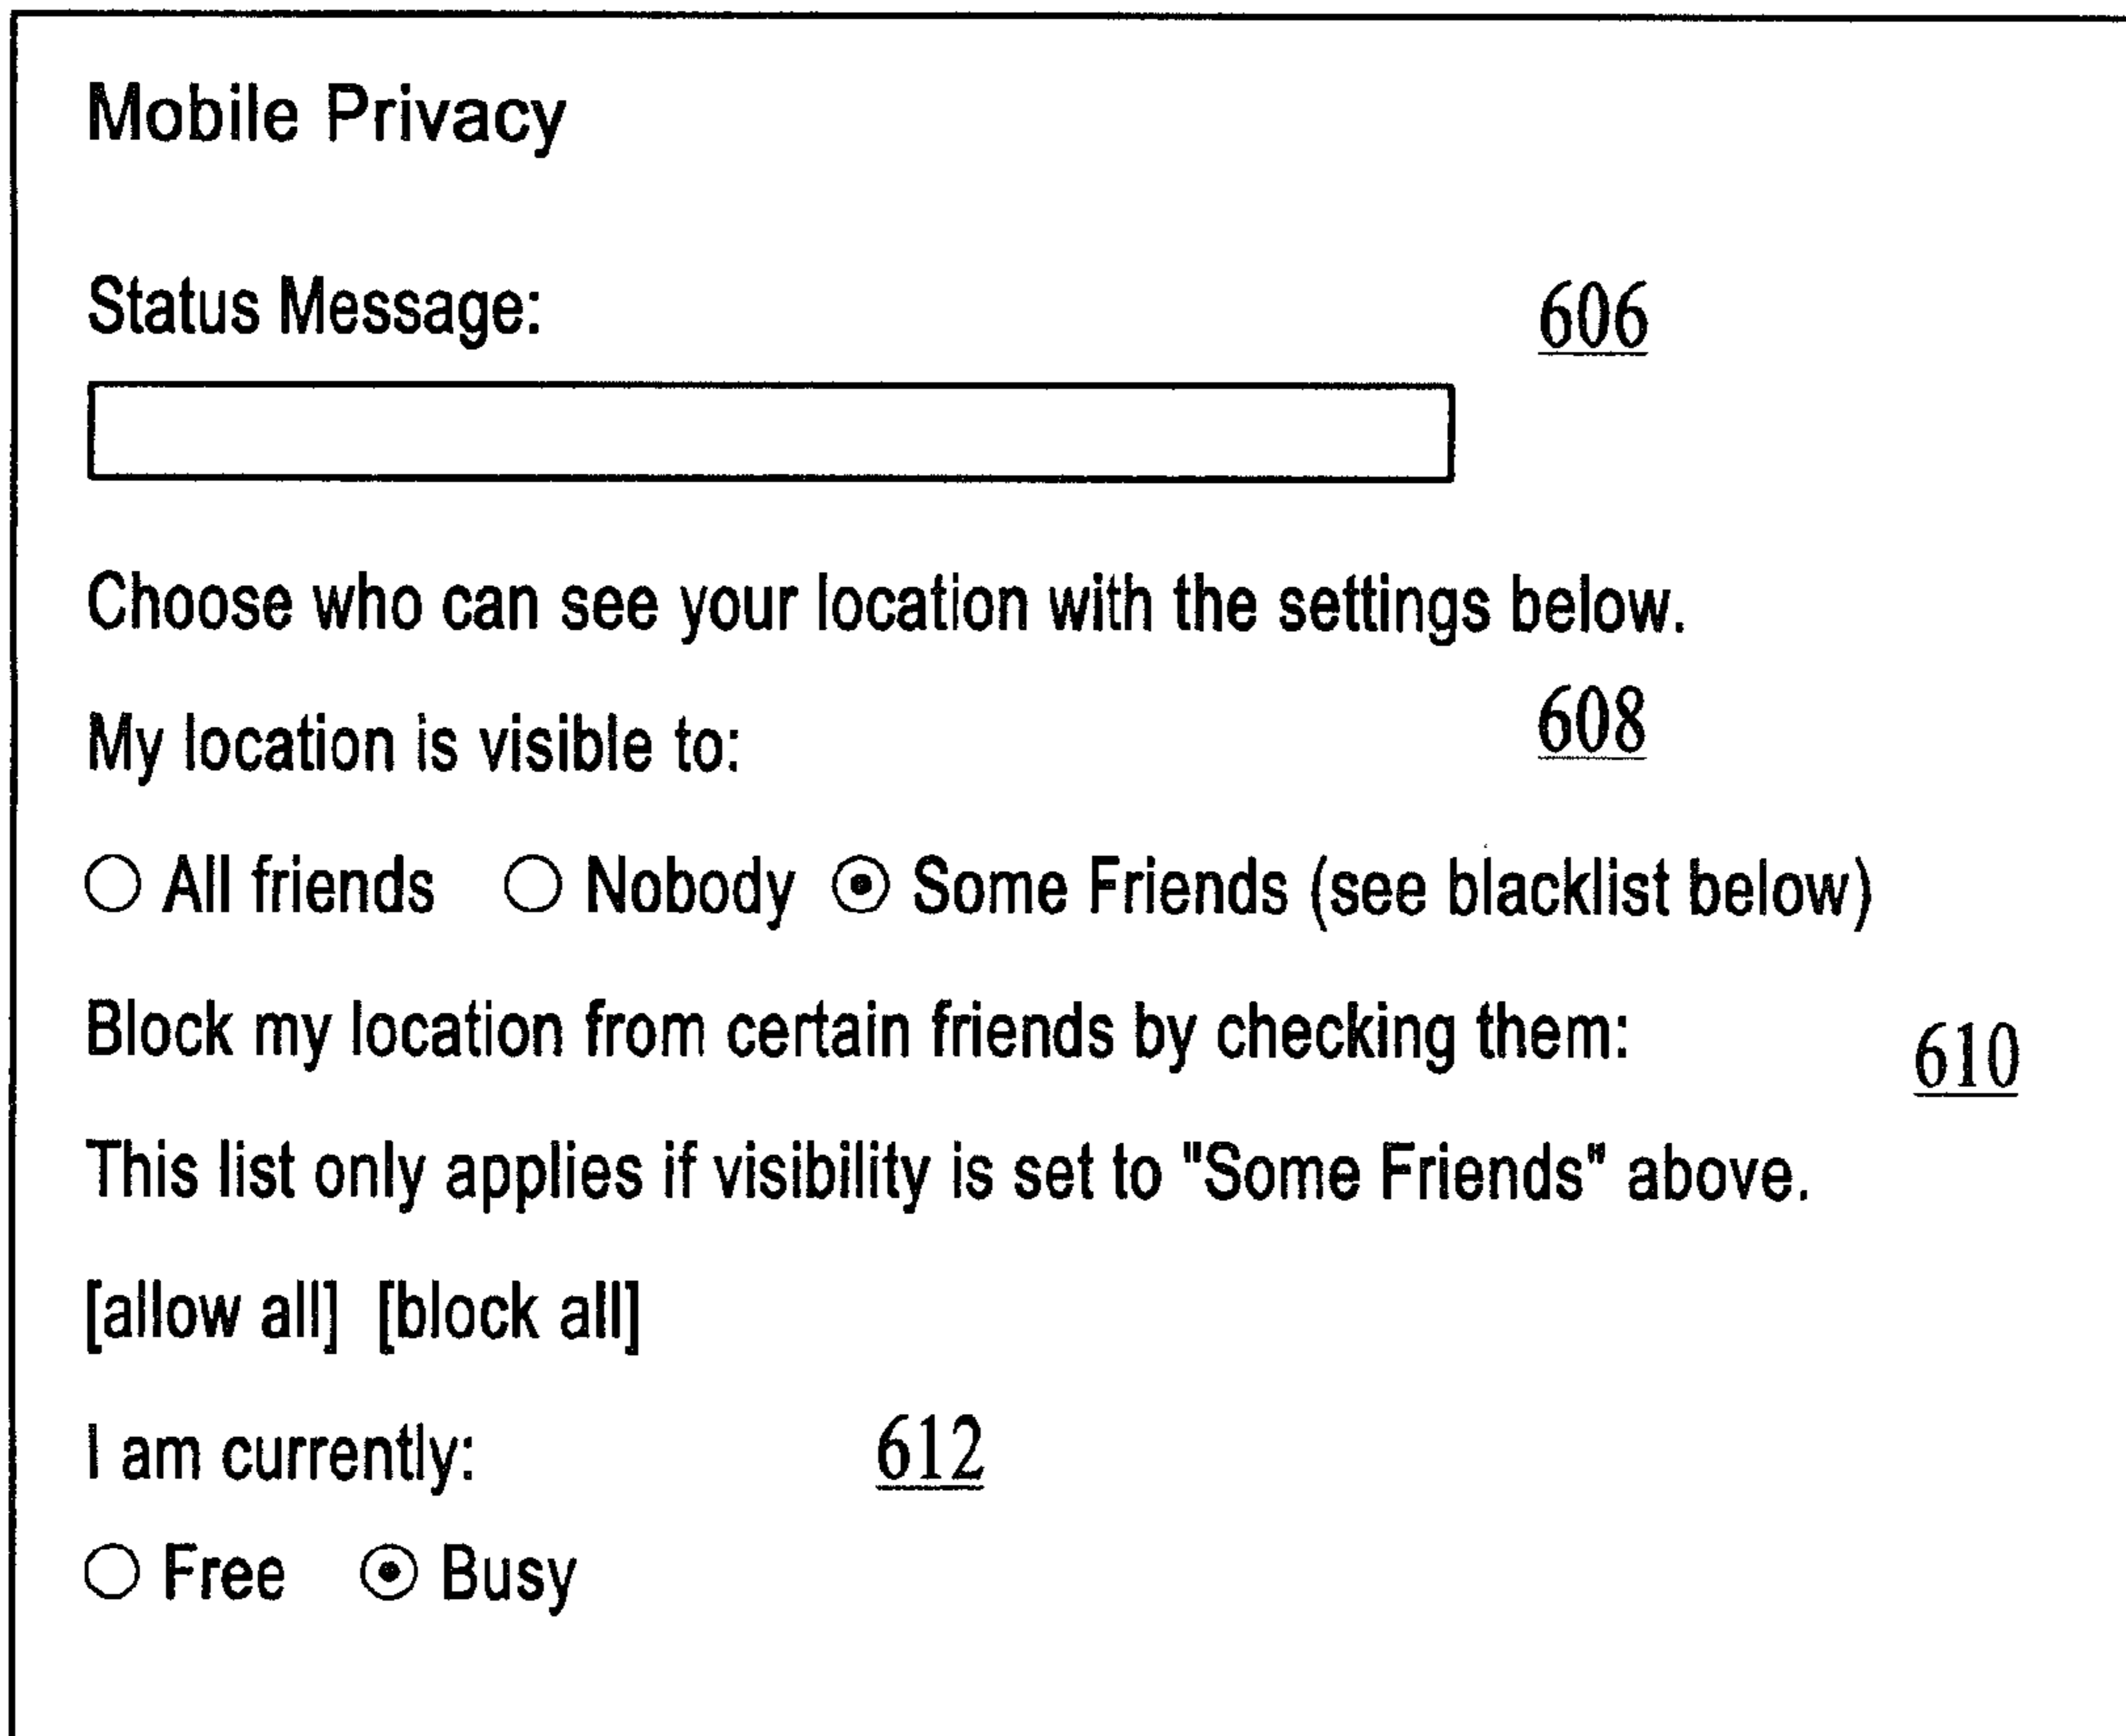 Mobile Privacy
Status Message: 606
Choose who can see your location with the settings below.
My location is visible to: 608
All friends Nobody Some Friends (see blacklist below)
Block my location from certain friends by checking them: 610
This list only applies if visibility is set to "Some Friends" above.
[allow all] [block all]
I am currently: 612
Free Busy